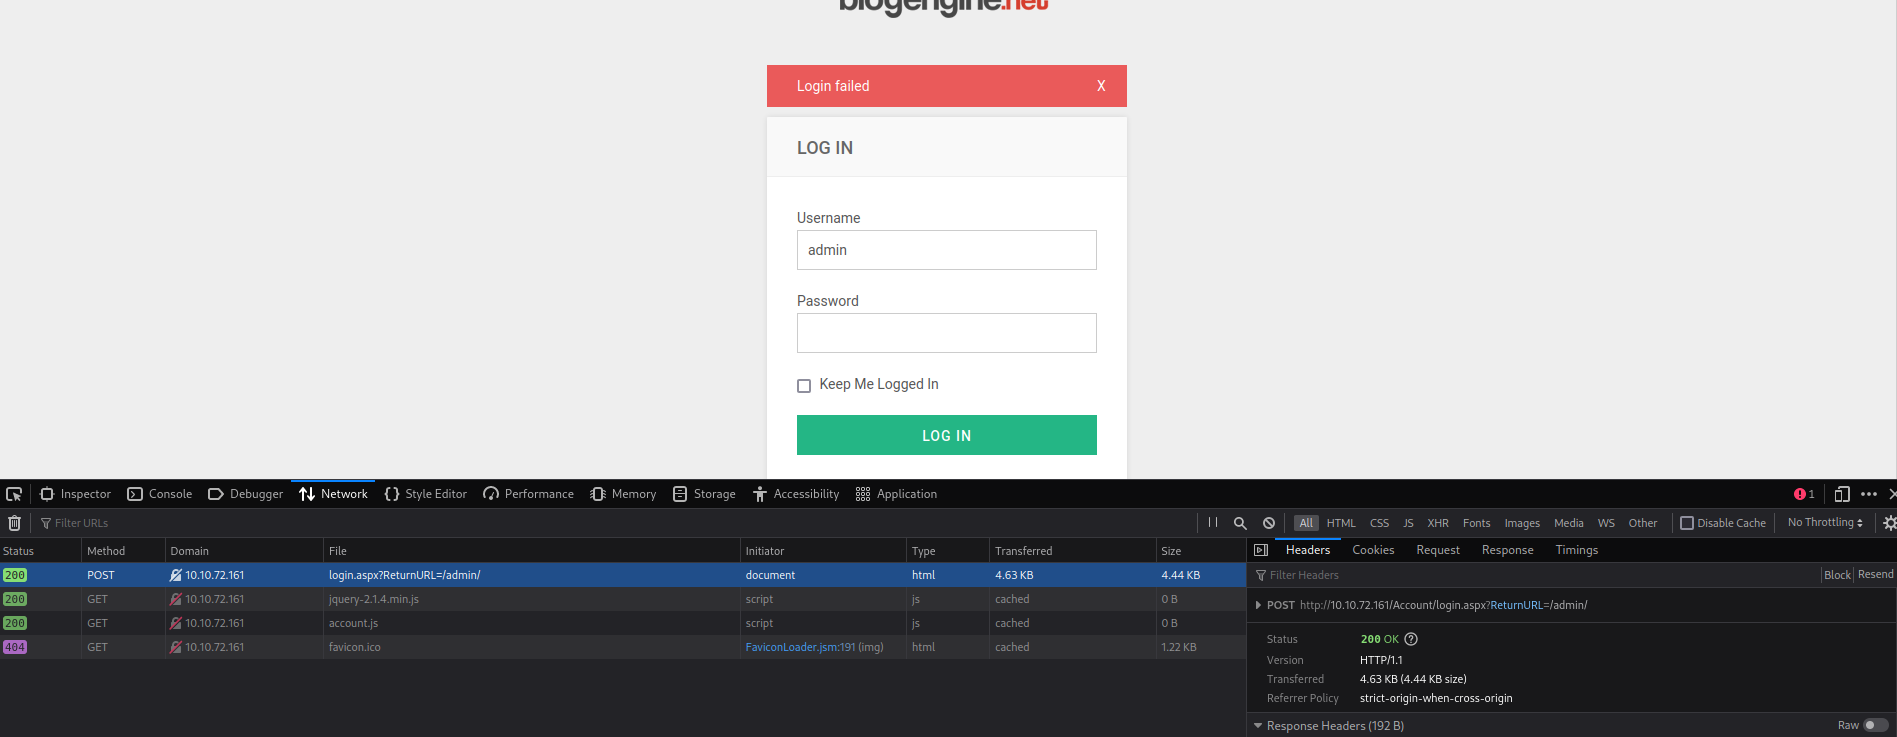 blogengine.net
Login failed X
LOG IN
Username
admin
Password
Keep Me Logged In
LOG IN
Inspector Console Debugger Network Style Editor Performance Memory Storage Accessibility Application 1
Filter URLs All HTML CSS JS XHR Fonts Images Media WS Other Disable Cache No Throttling
Status Method Domain File Initiator Type Transferred Size Headers Cookies Request Response Timings
200 POST 10.10.72.161 login.aspx?ReturnURL=/admin/ document html 4.63 KB 4.44 KB Filter Headers Block Resend
200 GET 10.10.72.161 jquery-2.1.4.min.js script js cached 0 B POST http://10.10.72.161/Account/login.aspx?ReturnURL=/admin/
200 GET 10.10.72.161 account.js script js cached 0 B
404 GET 10.10.72.161 favicon.ico FaviconLoader.jsm:191 (img) html cached 1.22 KB
Status 200 OK ?
Version HTTP/1.1
Transferred 4.63 KB (4.44 KB size)
Referrer Policy strict-origin-when-cross-origin
Response Headers (192 B) Raw